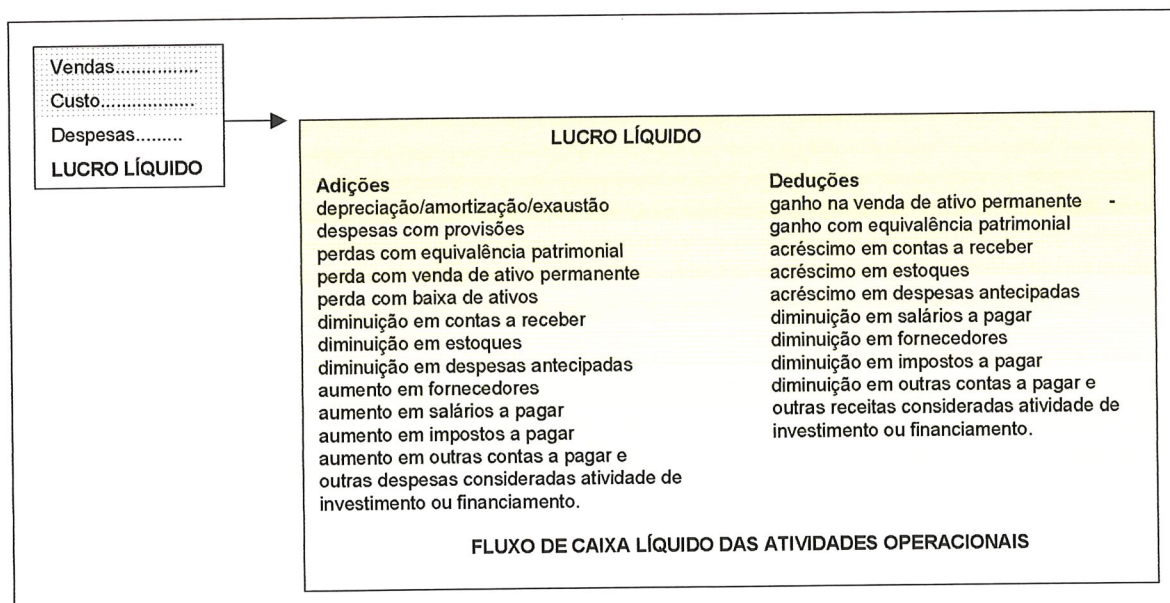 Vendas................
Custo..................
Despesas.........
LUCRO LÍQUIDO
LUCRO LÍQUIDO
Adições
depreciação/amortização/exaustão
despesas com provisões
perdas com equivalência patrimonial
perda com venda de ativo permanente
perda com baixa de ativos
diminuição em contas a receber
diminuição em estoques
diminuição em despesas antecipadas
aumento em fornecedores
aumento em salários a pagar
aumento em impostos a pagar
aumento em outras contas a pagar e
outras despesas consideradas atividade de
investimento ou financiamento.
Deduções
ganho na venda de ativo permanente -
ganho com equivalência patrimonial
acréscimo em contas a receber
acréscimo em estoques
acréscimo em despesas antecipadas
diminuição em salários a pagar
diminuição em fornecedores
diminuição em impostos a pagar
diminuição em outras contas a pagar e
outras receitas consideradas atividade de
investimento ou financiamento.
FLUXO DE CAIXA LÍQUIDO DAS ATIVIDADES OPERACIONAIS